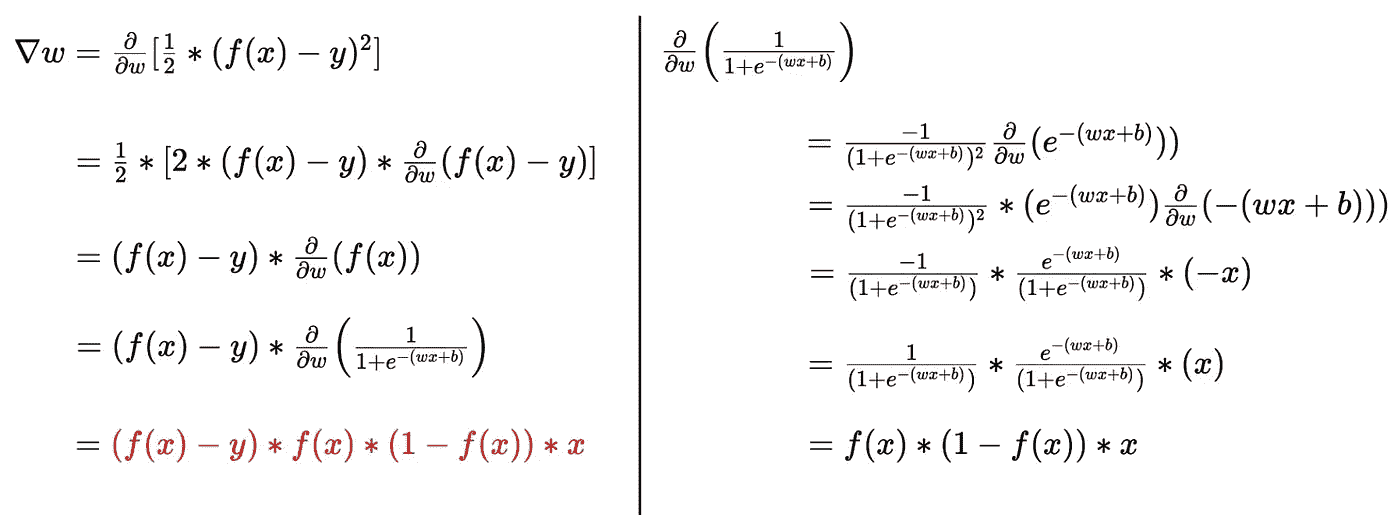 ∇w = ∂/∂w[1/2 * (f(x) − y)²]
= 1/2 * [2 * (f(x) − y) * ∂/∂w(f(x) − y)]
= (f(x) − y) * ∂/∂w(f(x))
= (f(x) − y) * ∂/∂w(1/(1+e^{−(wx+b)}))
= (f(x) − y) * f(x) * (1 − f(x)) * x
∂/∂w(1/(1+e^{−(wx+b)}))
= −1/(1+e^{−(wx+b)})² ∂/∂w(e^{−(wx+b)}))
= −1/(1+e^{−(wx+b)})² * (e^{−(wx+b)})∂/∂w(−(wx + b)))
= −1/(1+e^{−(wx+b)}) * e^{−(wx+b)}/(1+e^{−(wx+b)}) * (−x)
= 1/(1+e^{−(wx+b)}) * e^{−(wx+b)}/(1+e^{−(wx+b)}) * (x)
= f(x) * (1 − f(x)) * x